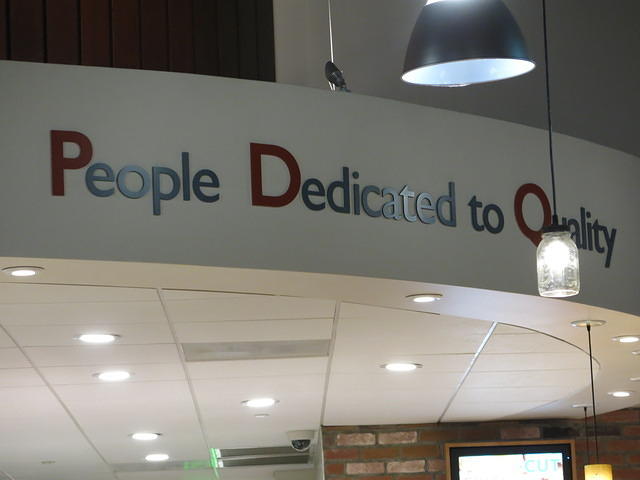 People Dedicated to Quality
CUT